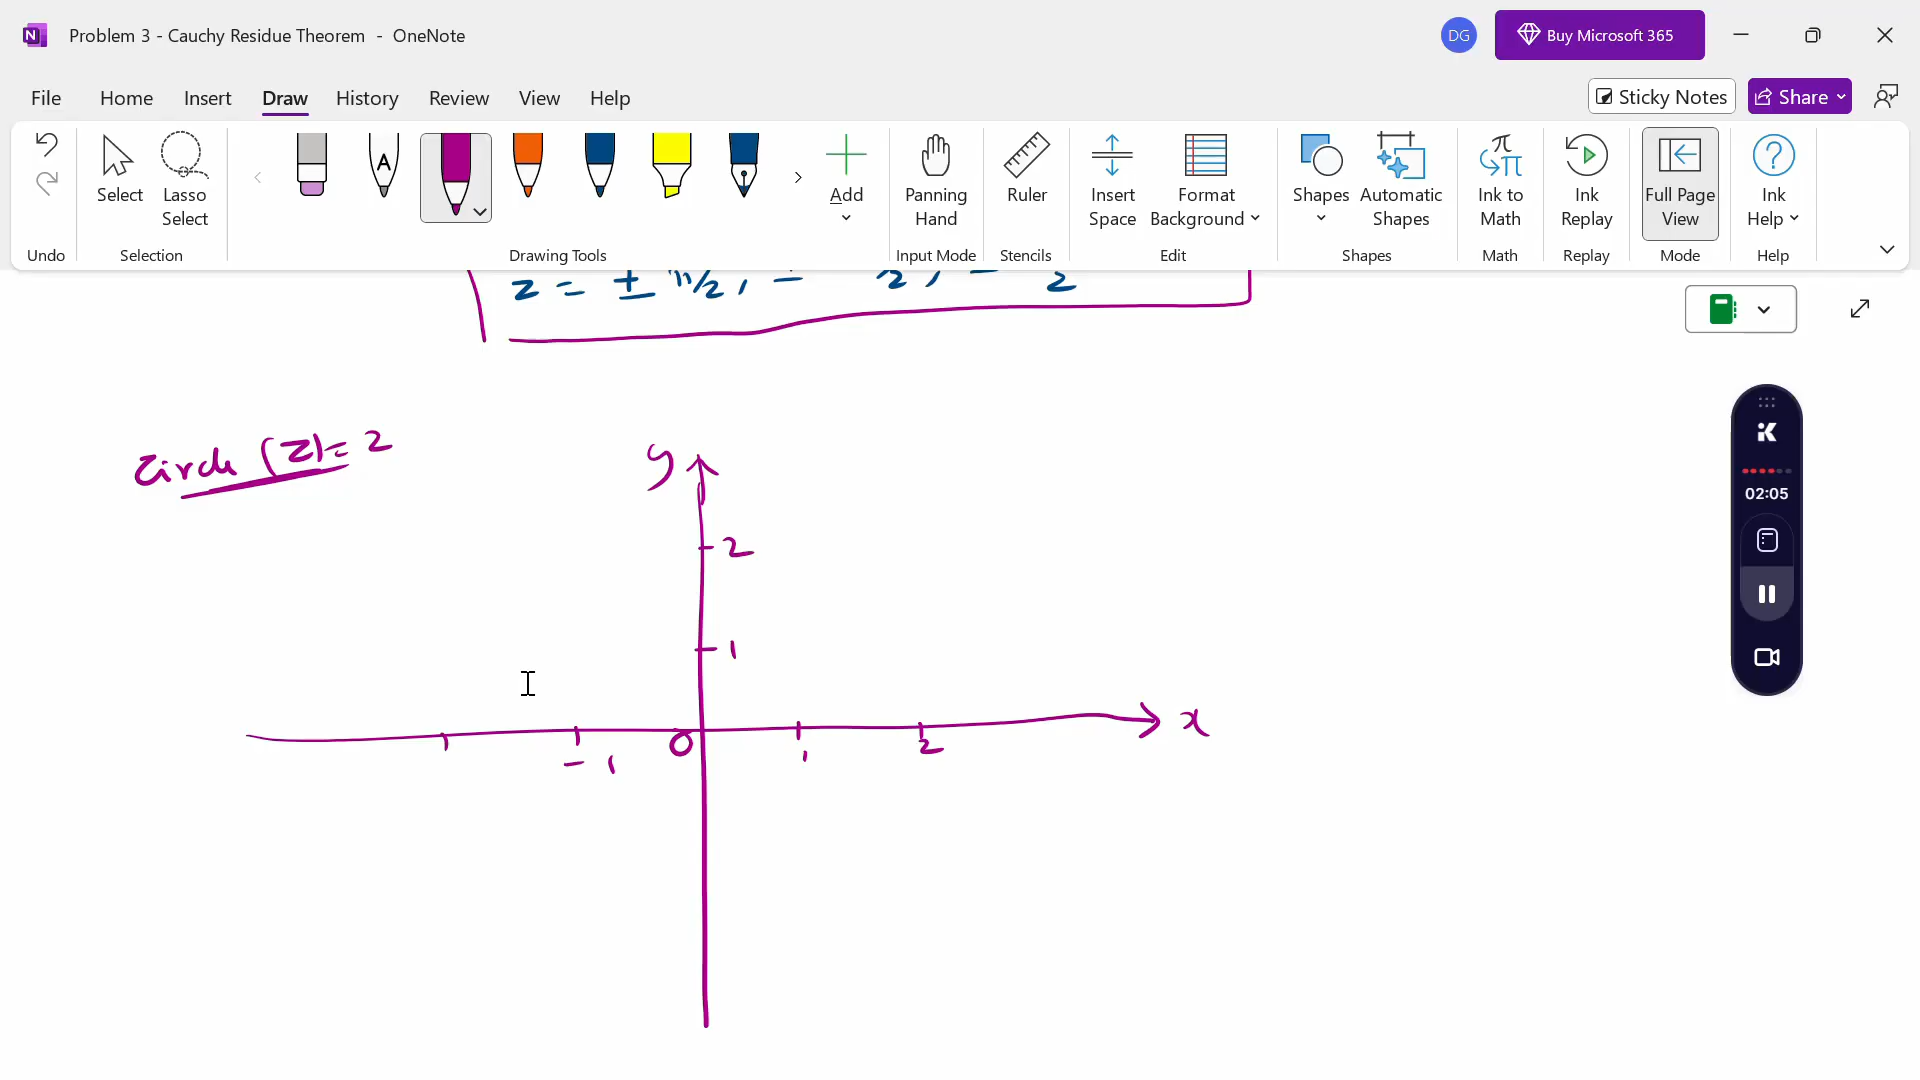 Problem 3 - Cauchy Residue Theorem - OneNote
DG
Buy Microsoft 365
File Home Insert Draw History Review View Help
Sticky Notes
Share
A
Select
Lasso Select
Add
Panning Hand
Ruler
Insert Space
Format Background
Shapes
Automatic Shapes
Ink to Math
Ink Replay
Full Page View
Ink Help
Undo
Selection
Drawing Tools
Input Mode
Stencils
Edit
Shapes
Math
Replay
Mode
Help
z = ± π/2 ,
2
02:05
Circle |z| = 2
y
2
1
x
0
-1
1
2